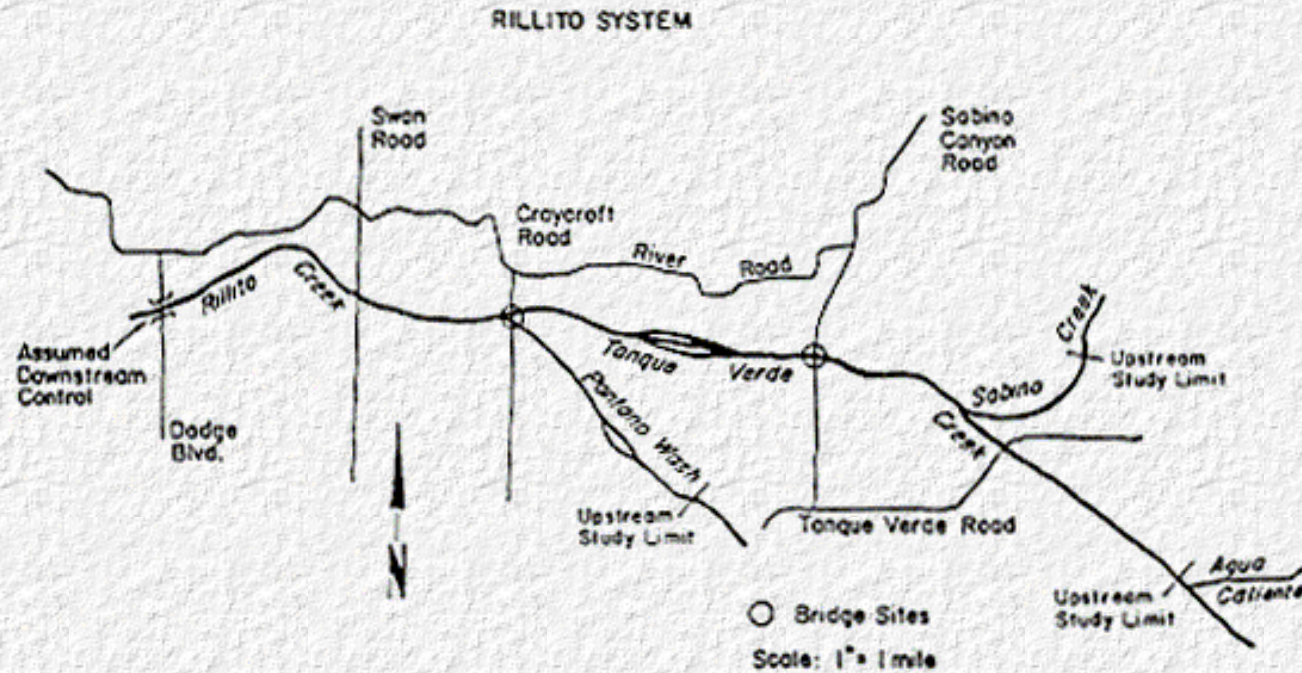 RILLITO SYSTEM
Swan
Road
Sabino
Canyon
Road
Craycroft
Road
River Road
Rillito Creek
Assumed
Downstream
Control
Dodge
Blvd.
Tanque Verde Creek
Pantano Wash
Sabino Creek
Upstream
Study Limit
Upstream
Study Limit
Tanque Verde Road
Upstream
Study Limit
Agua
Caliente
N
Bridge Sites
Scale: 1"= 1 mile